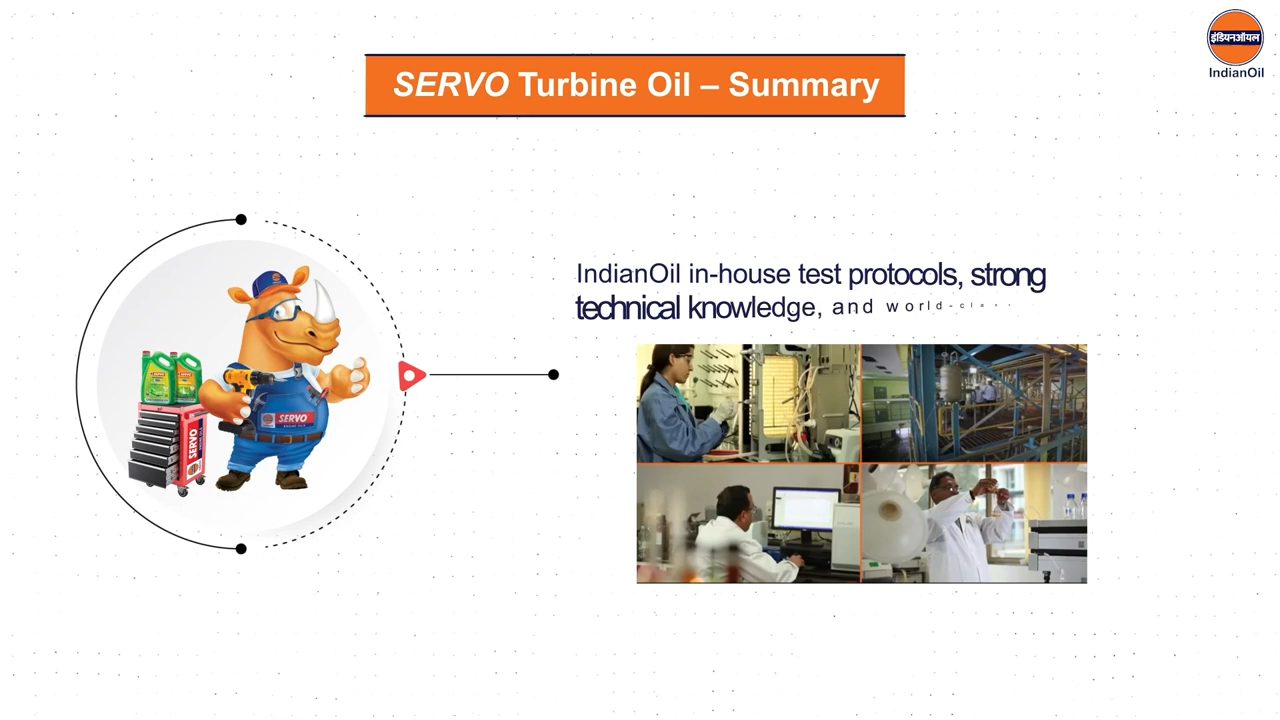 इंडियनऑयल
IndianOil
SERVO Turbine Oil – Summary
IndianOil in-house test protocols, strong
technical knowledge, and world-
SERVO
SERVO